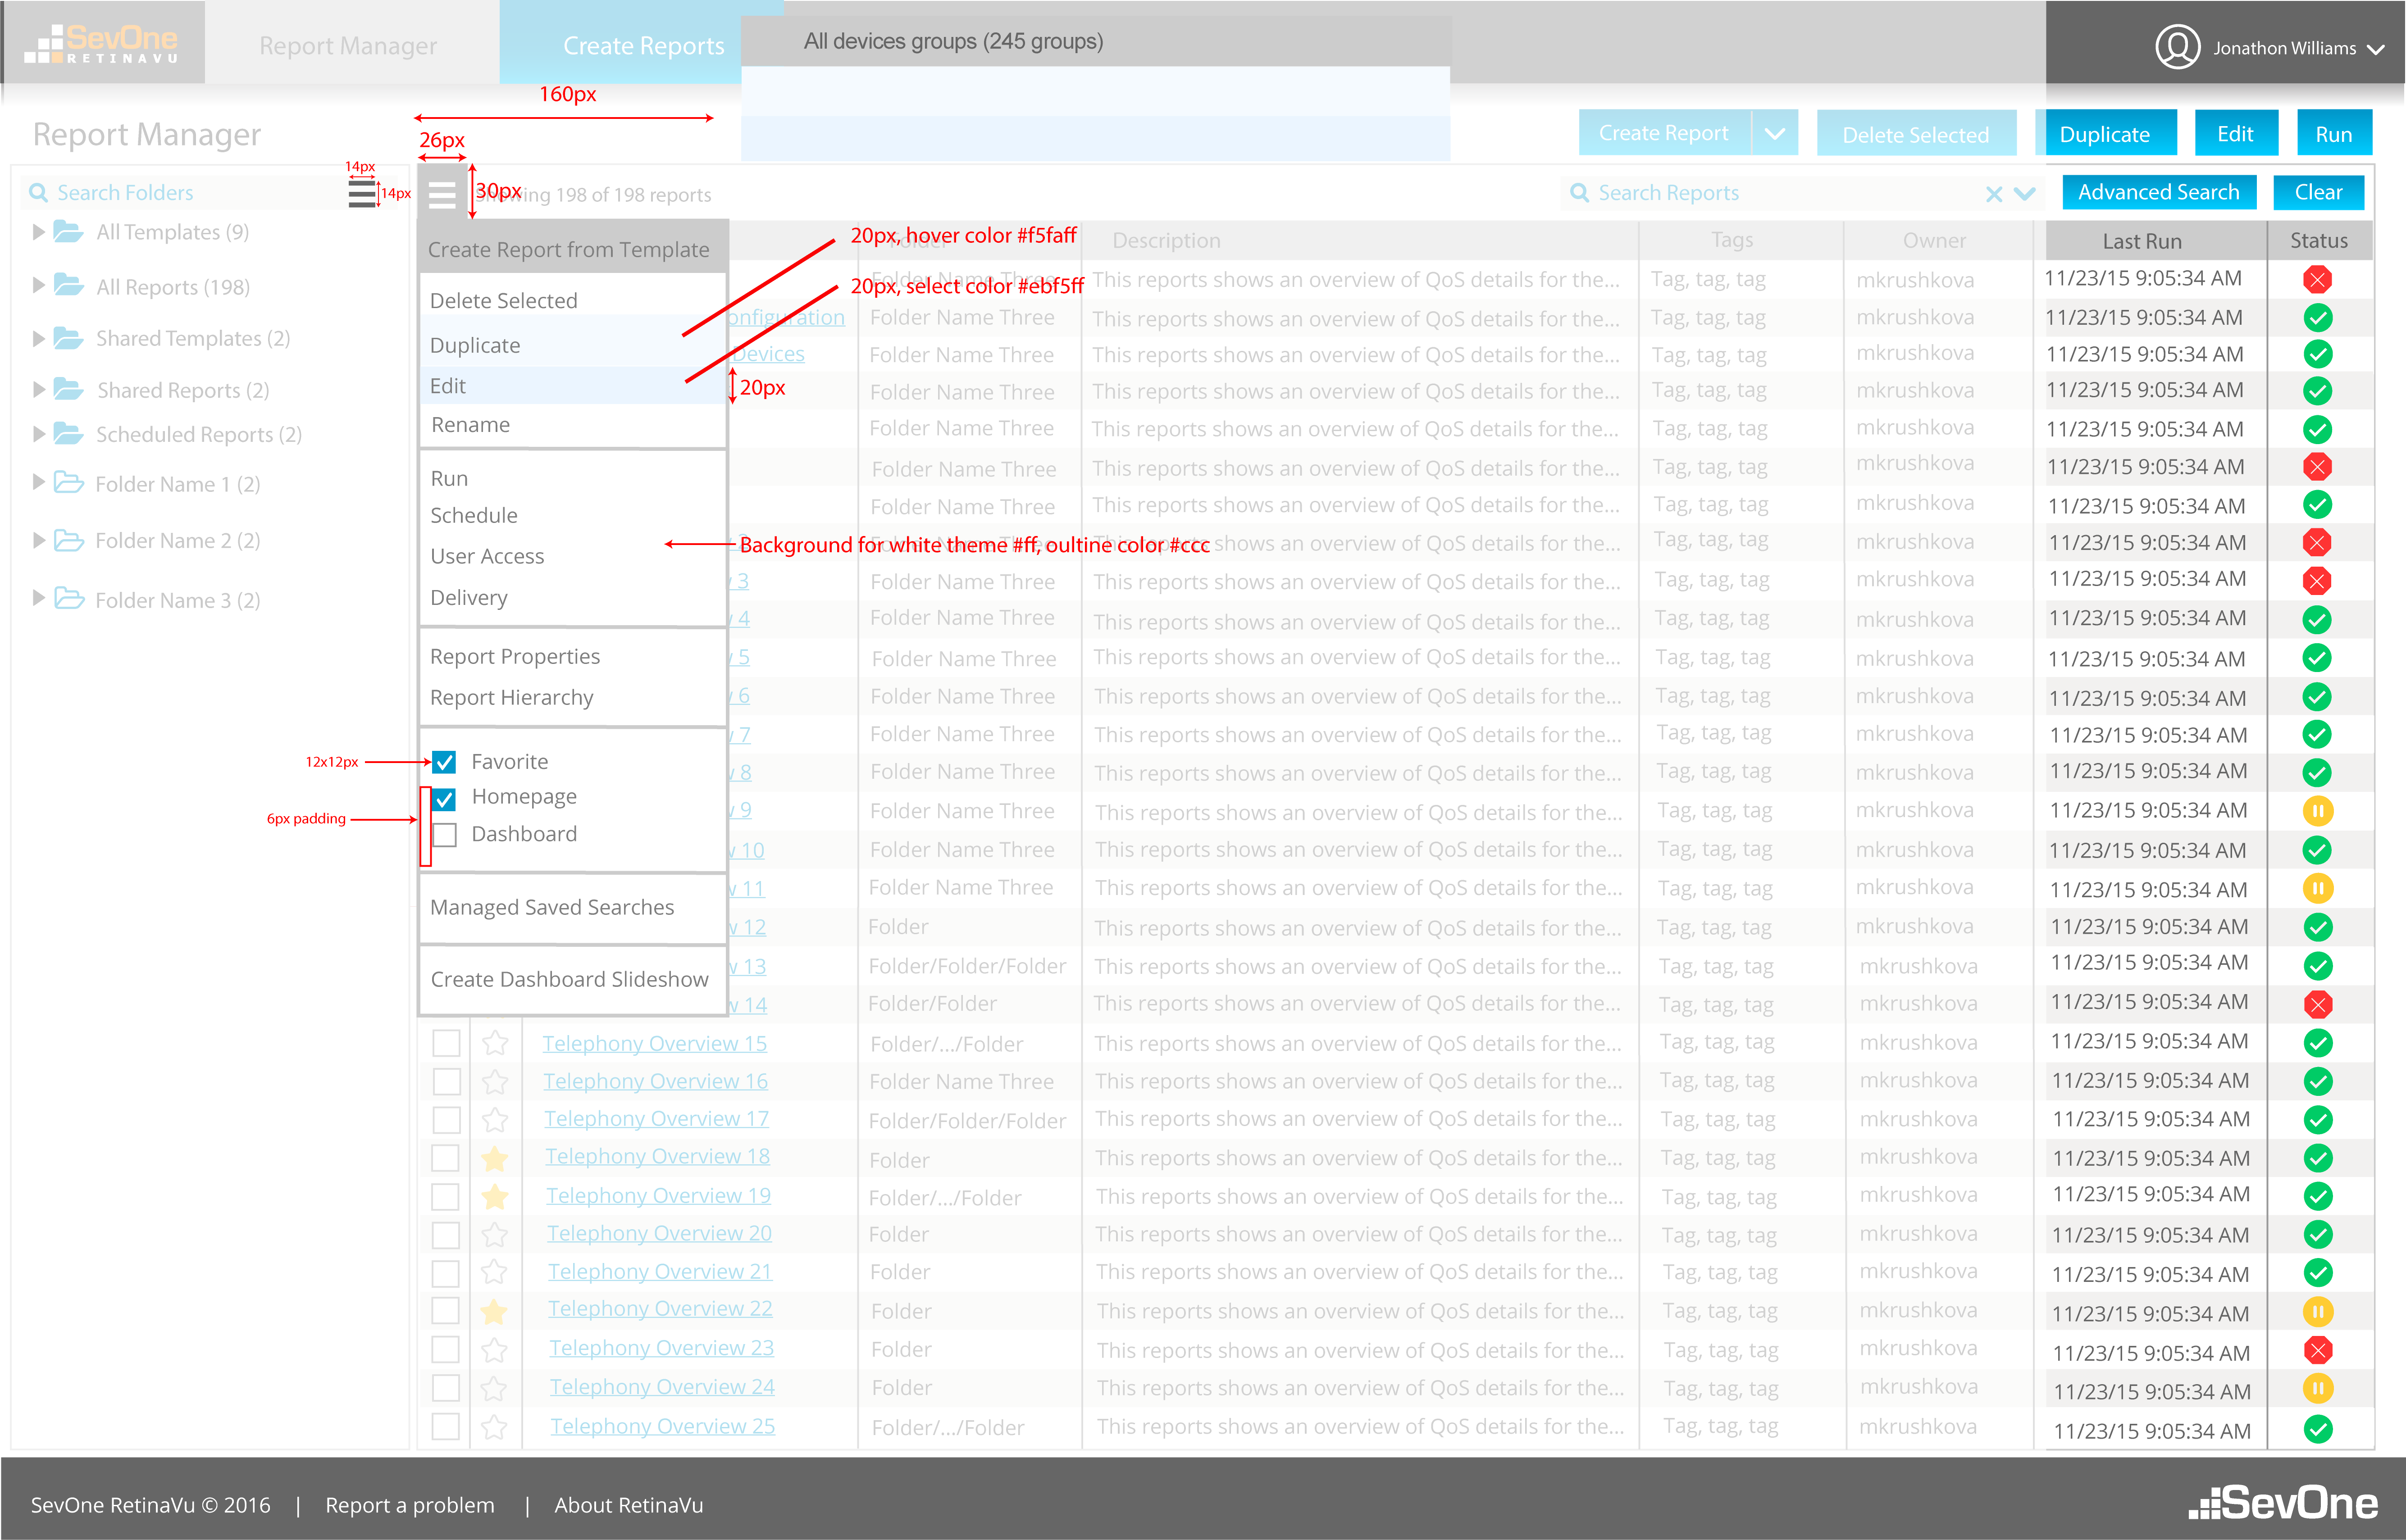 SevOne
RETINAVU
Report Manager
Create Reports
All devices groups (245 groups)
Jonathon Williams
160px
Report Manager
Create Report
Delete Selected
Duplicate
Edit
Run
26px
14px
14px
30px
Search Folders
Showing 198 of 198 reports
Search Reports
Advanced Search
Clear
All Templates (9)
All Reports (198)
Shared Templates (2)
Shared Reports (2)
Scheduled Reports (2)
Folder Name 1 (2)
Folder Name 2 (2)
Folder Name 3 (2)
Create Report from Template
Delete Selected
Duplicate
Edit
Rename
Run
Schedule
User Access
Delivery
Report Properties
Report Hierarchy
Favorite
Homepage
Dashboard
Managed Saved Searches
Create Dashboard Slideshow
20px, hover color #f5faff
20px, select color #ebf5ff
20px
Background for white theme #ff, oultine color #ccc
12x12px
6px padding
Folder Description Tags Owner Last Run Status
Folder Name Three This reports shows an overview of QoS details for the... Tag, tag, tag mkrushkova 11/23/15 9:05:34 AM
onfiguration Folder Name Three This reports shows an overview of QoS details for the... Tag, tag, tag mkrushkova 11/23/15 9:05:34 AM
Devices Folder Name Three This reports shows an overview of QoS details for the... Tag, tag, tag mkrushkova 11/23/15 9:05:34 AM
Folder Name Three This reports shows an overview of QoS details for the... Tag, tag, tag mkrushkova 11/23/15 9:05:34 AM
Folder Name Three This reports shows an overview of QoS details for the... Tag, tag, tag mkrushkova 11/23/15 9:05:34 AM
Folder Name Three This reports shows an overview of QoS details for the... Tag, tag, tag mkrushkova 11/23/15 9:05:34 AM
Folder Name Three This reports shows an overview of QoS details for the... Tag, tag, tag mkrushkova 11/23/15 9:05:34 AM
Folder Name Three This reports shows an overview of QoS details for the... Tag, tag, tag mkrushkova 11/23/15 9:05:34 AM
w 3 Folder Name Three This reports shows an overview of QoS details for the... Tag, tag, tag mkrushkova 11/23/15 9:05:34 AM
w 4 Folder Name Three This reports shows an overview of QoS details for the... Tag, tag, tag mkrushkova 11/23/15 9:05:34 AM
w 5 Folder Name Three This reports shows an overview of QoS details for the... Tag, tag, tag mkrushkova 11/23/15 9:05:34 AM
w 6 Folder Name Three This reports shows an overview of QoS details for the... Tag, tag, tag mkrushkova 11/23/15 9:05:34 AM
w 7 Folder Name Three This reports shows an overview of QoS details for the... Tag, tag, tag mkrushkova 11/23/15 9:05:34 AM
w 8 Folder Name Three This reports shows an overview of QoS details for the... Tag, tag, tag mkrushkova 11/23/15 9:05:34 AM
w 9 Folder Name Three This reports shows an overview of QoS details for the... Tag, tag, tag mkrushkova 11/23/15 9:05:34 AM
w 10 Folder Name Three This reports shows an overview of QoS details for the... Tag, tag, tag mkrushkova 11/23/15 9:05:34 AM
w 11 Folder Name Three This reports shows an overview of QoS details for the... Tag, tag, tag mkrushkova 11/23/15 9:05:34 AM
w 12 Folder This reports shows an overview of QoS details for the... Tag, tag, tag mkrushkova 11/23/15 9:05:34 AM
w 13 Folder/Folder/Folder This reports shows an overview of QoS details for the... Tag, tag, tag mkrushkova 11/23/15 9:05:34 AM
w 14 Folder/Folder This reports shows an overview of QoS details for the... Tag, tag, tag mkrushkova 11/23/15 9:05:34 AM
Telephony Overview 15 Folder/.../Folder This reports shows an overview of QoS details for the... Tag, tag, tag mkrushkova 11/23/15 9:05:34 AM
Telephony Overview 16 Folder Name Three This reports shows an overview of QoS details for the... Tag, tag, tag mkrushkova 11/23/15 9:05:34 AM
Telephony Overview 17 Folder/Folder/Folder This reports shows an overview of QoS details for the... Tag, tag, tag mkrushkova 11/23/15 9:05:34 AM
Telephony Overview 18 Folder This reports shows an overview of QoS details for the... Tag, tag, tag mkrushkova 11/23/15 9:05:34 AM
Telephony Overview 19 Folder/.../Folder This reports shows an overview of QoS details for the... Tag, tag, tag mkrushkova 11/23/15 9:05:34 AM
Telephony Overview 20 Folder This reports shows an overview of QoS details for the... Tag, tag, tag mkrushkova 11/23/15 9:05:34 AM
Telephony Overview 21 Folder This reports shows an overview of QoS details for the... Tag, tag, tag mkrushkova 11/23/15 9:05:34 AM
Telephony Overview 22 Folder This reports shows an overview of QoS details for the... Tag, tag, tag mkrushkova 11/23/15 9:05:34 AM
Telephony Overview 23 Folder This reports shows an overview of QoS details for the... Tag, tag, tag mkrushkova 11/23/15 9:05:34 AM
Telephony Overview 24 Folder This reports shows an overview of QoS details for the... Tag, tag, tag mkrushkova 11/23/15 9:05:34 AM
Telephony Overview 25 Folder/.../Folder This reports shows an overview of QoS details for the... Tag, tag, tag mkrushkova 11/23/15 9:05:34 AM
SevOne RetinaVu © 2016 | Report a problem | About RetinaVu
SevOne